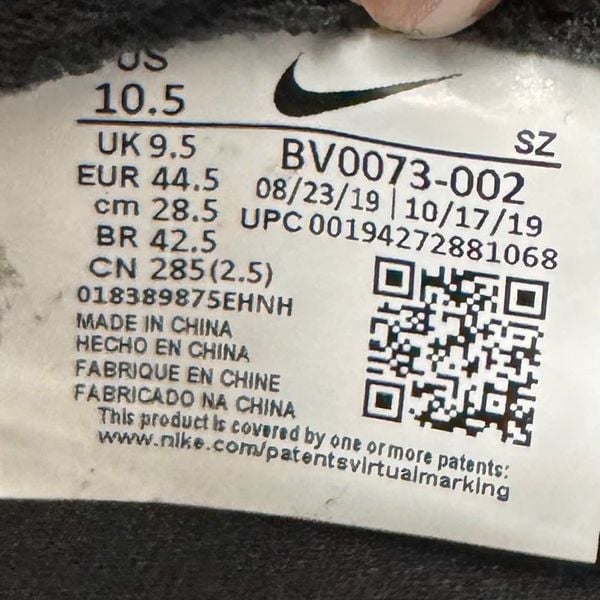 US
10.5
SZ
UK 9.5
EUR 44.5
cm 28.5
BR 42.5
CN 285(2.5)
BV0073-002
08/23/19 | 10/17/19
UPC 00194272881068
018389875EHNH
MADE IN CHINA
HECHO EN CHINA
FABRIQUE EN CHINE
FABRICADO NA CHINA
This product is covered by one or more patents:
www.nike.com/patentsvirtualmarking